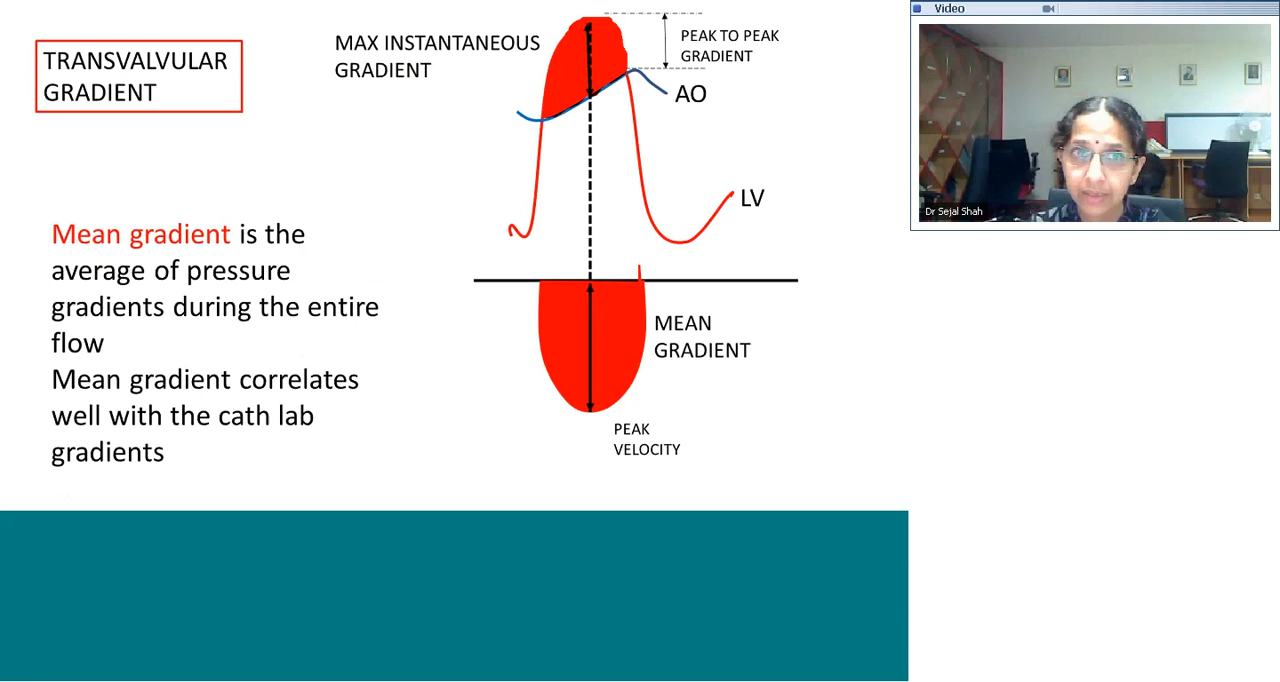 TRANSVALVULAR
GRADIENT
MAX INSTANTANEOUS
GRADIENT
PEAK TO PEAK
GRADIENT
AO
LV
Mean gradient is the
average of pressure
gradients during the entire
flow
Mean gradient correlates
well with the cath lab
gradients
MEAN
GRADIENT
PEAK
VELOCITY
Video
Dr Sejal Shah